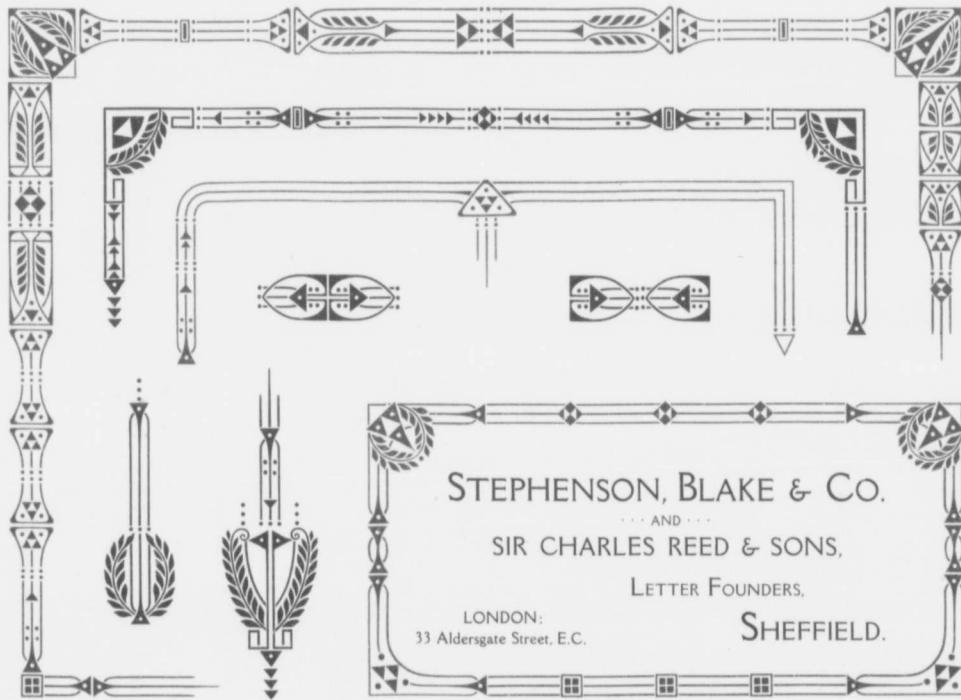 STEPHENSON, BLAKE & CO.
··· AND ···
SIR CHARLES REED & SONS,
LETTER FOUNDERS,
LONDON:
33 Aldersgate Street, E.C.
SHEFFIELD.